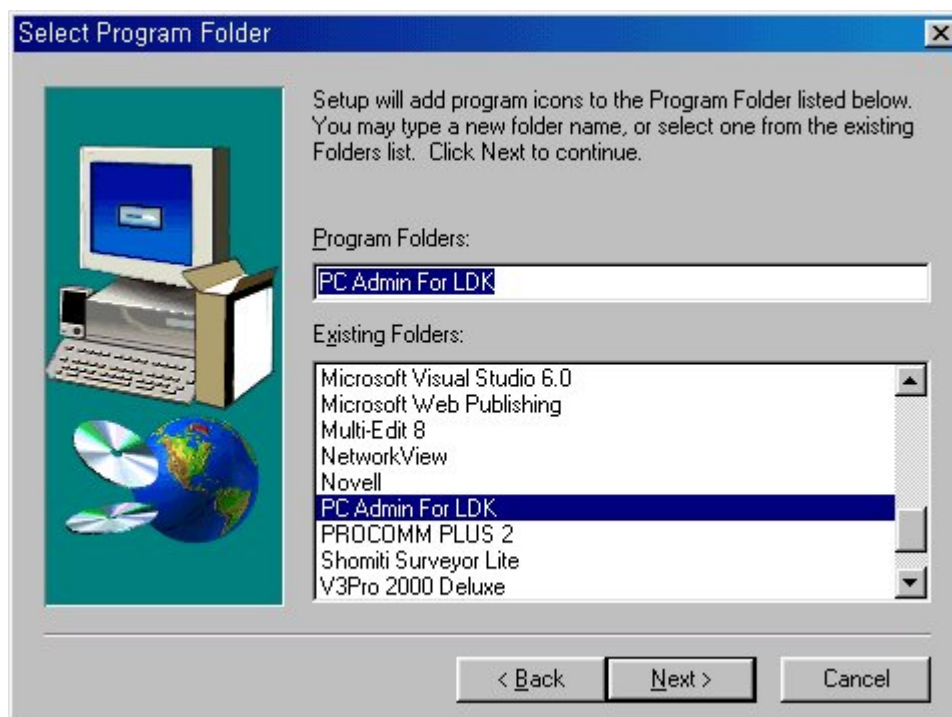 Select Program Folder
Setup will add program icons to the Program Folder listed below.
You may type a new folder name, or select one from the existing
Folders list.  Click Next to continue.
Program Folders:
PC Admin For LDK
Existing Folders:
Microsoft Visual Studio 6.0
Microsoft Web Publishing
Multi-Edit 8
NetworkView
Novell
PC Admin For LDK
PROCOMM PLUS 2
Shomiti Surveyor Lite
V3Pro 2000 Deluxe
< Back
Next >
Cancel